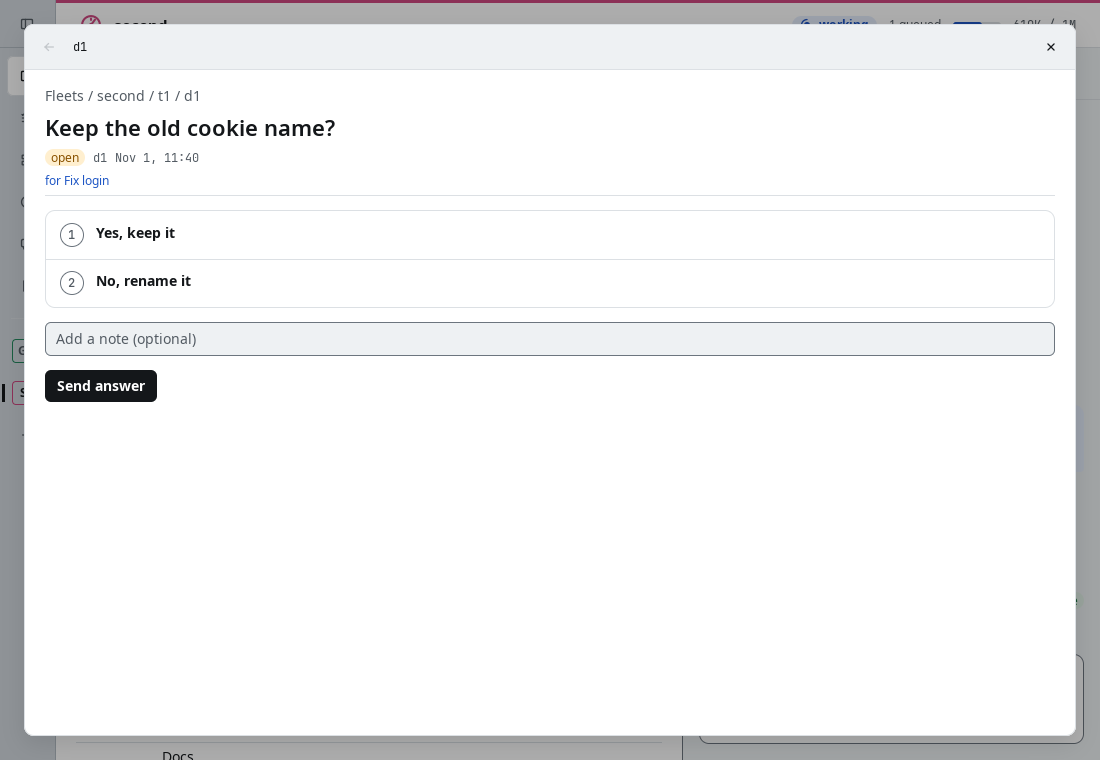 d1
×
Fleets / second / t1 / d1
Keep the old cookie name?
open d1 Nov 1, 11:40
for Fix login
1 Yes, keep it
2 No, rename it
Add a note (optional)
Send answer
Docs